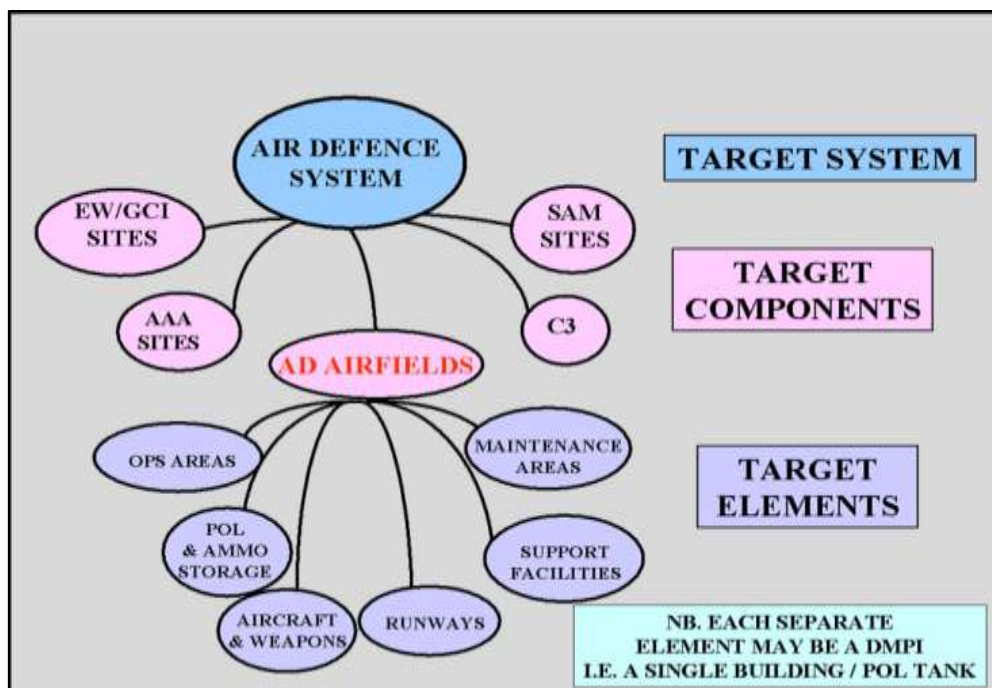 AIR DEFENCE
SYSTEM
TARGET SYSTEM
EW/GCI
SITES
SAM
SITES
AAA
SITES
C3
TARGET
COMPONENTS
AD AIRFIELDS
OPS AREAS
MAINTENANCE
AREAS
TARGET
ELEMENTS
POL
& AMMO
STORAGE
SUPPORT
FACILITIES
AIRCRAFT
& WEAPONS
RUNWAYS
NB. EACH SEPARATE
ELEMENT MAY BE A DMPI
I.E. A SINGLE BUILDING / POL TANK